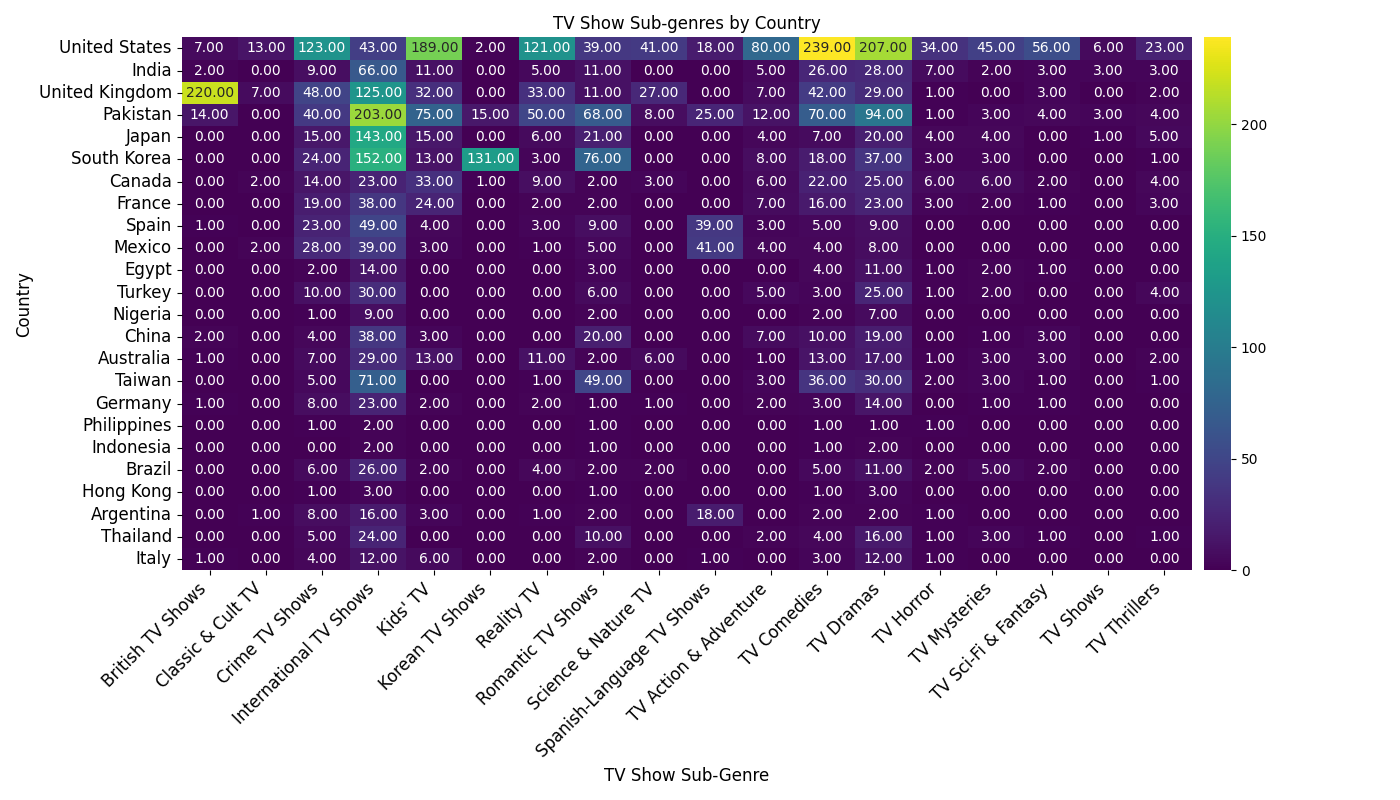 TV Show Sub-genres by Country
United States 7.00 13.00 123.00 43.00 189.00 2.00 121.00 39.00 41.00 18.00 80.00 239.00 207.00 34.00 45.00 56.00 6.00 23.00
India 2.00 0.00 9.00 66.00 11.00 0.00 5.00 11.00 0.00 0.00 5.00 26.00 28.00 7.00 2.00 3.00 3.00 3.00
United Kingdom 220.00 7.00 48.00 125.00 32.00 0.00 33.00 11.00 27.00 0.00 7.00 42.00 29.00 1.00 0.00 3.00 0.00 2.00
Pakistan 14.00 0.00 40.00 203.00 75.00 15.00 50.00 68.00 8.00 25.00 12.00 70.00 94.00 1.00 3.00 4.00 3.00 4.00
Japan 0.00 0.00 15.00 143.00 15.00 0.00 6.00 21.00 0.00 0.00 4.00 7.00 20.00 4.00 4.00 0.00 1.00 5.00
South Korea 0.00 0.00 24.00 152.00 13.00 131.00 3.00 76.00 0.00 0.00 8.00 18.00 37.00 3.00 3.00 0.00 0.00 1.00
Canada 0.00 2.00 14.00 23.00 33.00 1.00 9.00 2.00 3.00 0.00 6.00 22.00 25.00 6.00 6.00 2.00 0.00 4.00
France 0.00 0.00 19.00 38.00 24.00 0.00 2.00 2.00 0.00 0.00 7.00 16.00 23.00 3.00 2.00 1.00 0.00 3.00
Spain 1.00 0.00 23.00 49.00 4.00 0.00 3.00 9.00 0.00 39.00 3.00 5.00 9.00 0.00 0.00 0.00 0.00 0.00
Mexico 0.00 2.00 28.00 39.00 3.00 0.00 1.00 5.00 0.00 41.00 4.00 4.00 8.00 0.00 0.00 0.00 0.00 0.00
Egypt 0.00 0.00 2.00 14.00 0.00 0.00 0.00 3.00 0.00 0.00 0.00 4.00 11.00 1.00 2.00 1.00 0.00 0.00
Turkey 0.00 0.00 10.00 30.00 0.00 0.00 0.00 6.00 0.00 0.00 5.00 3.00 25.00 1.00 2.00 0.00 0.00 4.00
Nigeria 0.00 0.00 1.00 9.00 0.00 0.00 0.00 2.00 0.00 0.00 0.00 2.00 7.00 0.00 0.00 0.00 0.00 0.00
China 2.00 0.00 4.00 38.00 3.00 0.00 0.00 20.00 0.00 0.00 7.00 10.00 19.00 0.00 1.00 3.00 0.00 0.00
Australia 1.00 0.00 7.00 29.00 13.00 0.00 11.00 2.00 6.00 0.00 1.00 13.00 17.00 1.00 3.00 3.00 0.00 2.00
Taiwan 0.00 0.00 5.00 71.00 0.00 0.00 1.00 49.00 0.00 0.00 3.00 36.00 30.00 2.00 3.00 1.00 0.00 1.00
Germany 1.00 0.00 8.00 23.00 2.00 0.00 2.00 1.00 1.00 0.00 2.00 3.00 14.00 0.00 1.00 1.00 0.00 0.00
Philippines 0.00 0.00 1.00 2.00 0.00 0.00 0.00 1.00 0.00 0.00 0.00 1.00 1.00 1.00 0.00 0.00 0.00 0.00
Indonesia 0.00 0.00 0.00 2.00 0.00 0.00 0.00 1.00 0.00 0.00 0.00 1.00 2.00 0.00 0.00 0.00 0.00 0.00
Brazil 0.00 0.00 6.00 26.00 2.00 0.00 4.00 2.00 2.00 0.00 0.00 5.00 11.00 2.00 5.00 2.00 0.00 0.00
Hong Kong 0.00 0.00 1.00 3.00 0.00 0.00 0.00 1.00 0.00 0.00 0.00 1.00 3.00 0.00 0.00 0.00 0.00 0.00
Argentina 0.00 1.00 8.00 16.00 3.00 0.00 1.00 2.00 0.00 18.00 0.00 2.00 2.00 1.00 0.00 0.00 0.00 0.00
Thailand 0.00 0.00 5.00 24.00 0.00 0.00 0.00 10.00 0.00 0.00 2.00 4.00 16.00 1.00 3.00 1.00 0.00 1.00
Italy 1.00 0.00 4.00 12.00 6.00 0.00 0.00 2.00 0.00 1.00 0.00 3.00 12.00 1.00 0.00 0.00 0.00 0.00
Country
British TV Shows
Classic & Cult TV
Crime TV Shows
International TV Shows
Kids' TV
Korean TV Shows
Reality TV
Romantic TV Shows
Science & Nature TV
Spanish-Language TV Shows
TV Action & Adventure
TV Comedies
TV Dramas
TV Horror
TV Mysteries
TV Sci-Fi & Fantasy
TV Shows
TV Thrillers
TV Show Sub-Genre
200
150
100
50
0